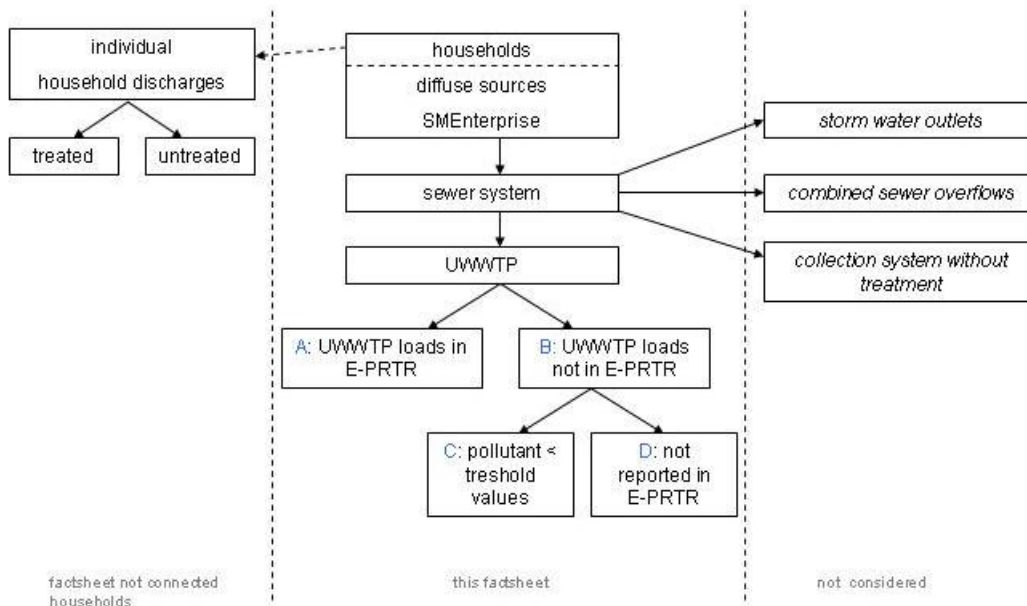 individual
household discharges
treated
untreated
households
diffuse sources
SMEnterprise
sewer system
UWWTP
A: UWWTP loads in
E-PRTR
B: UWWTP loads
not in E-PRTR
C: pollutant <
treshold
values
D: not
reported in
E-PRTR
storm water outlets
combined sewer overflows
collection system without
treatment
factsheet not connected
households
this factsheet
not considered